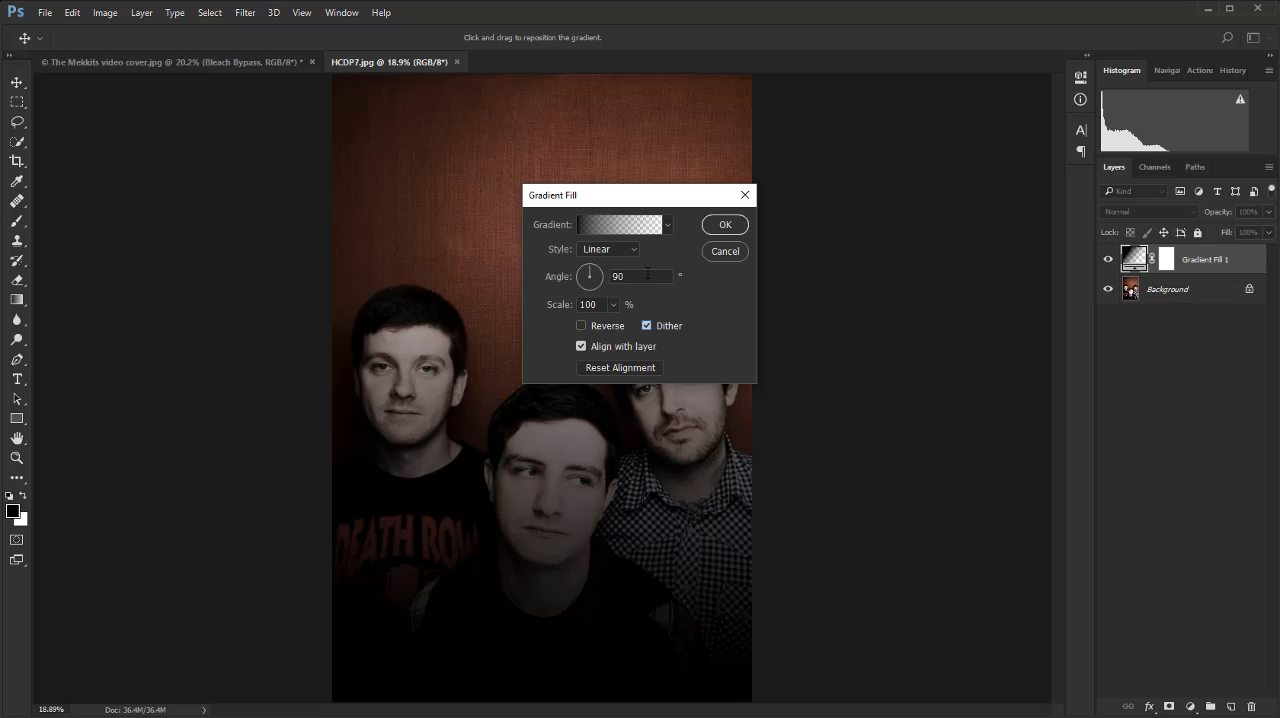 Ps File Edit Image Layer Type Select Filter 3D View Window Help
Click and drag to reposition the gradient.
© The Mekkits video cover.jpg @ 20.2% (Bleach Bypass, RGB/8*) * HCDP7.jpg @ 18.9% (RGB/8*)
Histogram Naviga Actions History
Layers Channels Paths
Kind
Normal Opacity: 100%
Lock: Fill: 100%
Gradient Fill 1
Background
Gradient Fill
Gradient: OK
Style: Linear
Cancel
Angle: 90 °
Scale: 100 %
Reverse Dither
Align with layer
Reset Alignment
DEATH ROW
18.89% Doc: 36.4M/36.4M